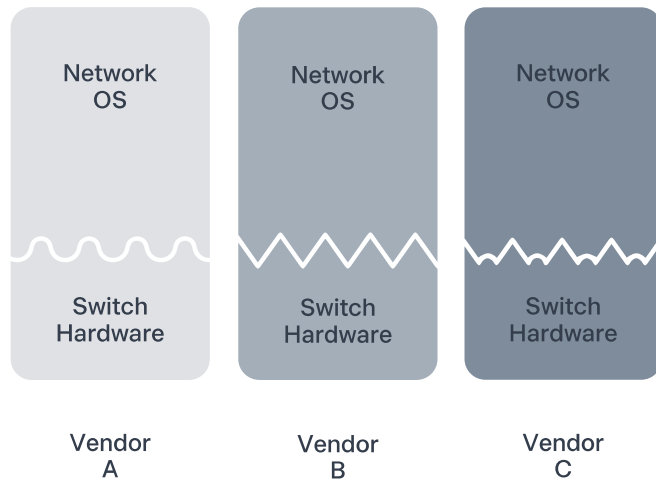 Network
OS
Switch
Hardware
Vendor
A
Network
OS
Switch
Hardware
Vendor
B
Network
OS
Switch
Hardware
Vendor
C